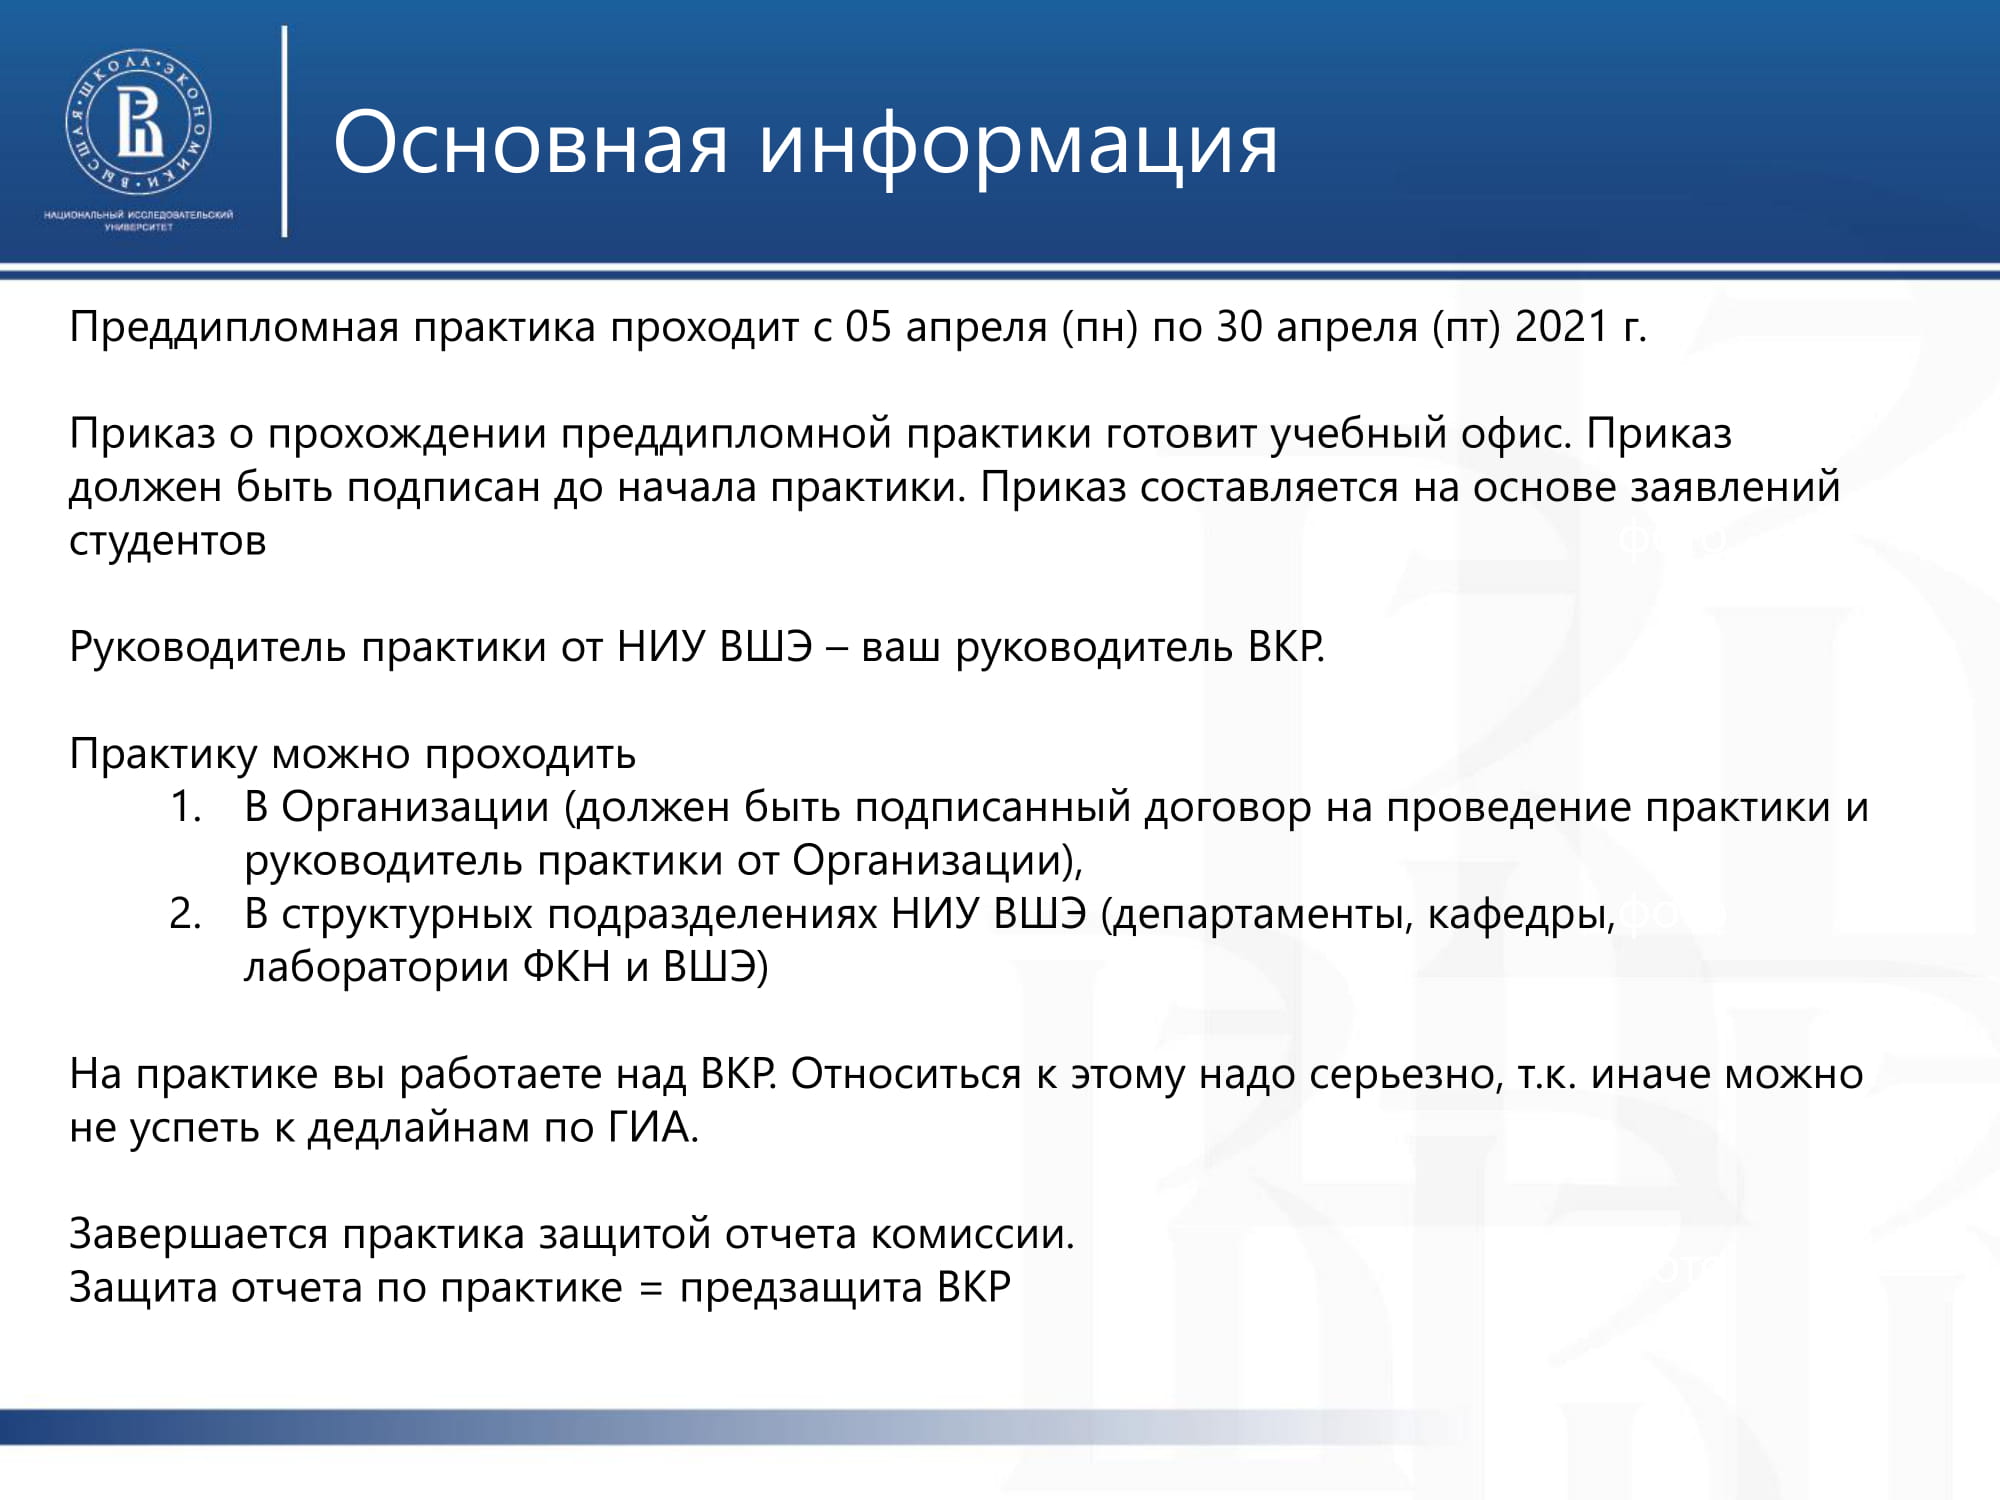 ВЫСШАЯ ШКОЛА ЭКОНОМИКИ
НАЦИОНАЛЬНЫЙ ИССЛЕДОВАТЕЛЬСКИЙ
УНИВЕРСИТЕТ
Основная информация
Преддипломная практика проходит с 05 апреля (пн) по 30 апреля (пт) 2021 г.
Приказ о прохождении преддипломной практики готовит учебный офис. Приказ
должен быть подписан до начала практики. Приказ составляется на основе заявлений
студентов
фото
Руководитель практики от НИУ ВШЭ – ваш руководитель ВКР.
Практику можно проходить
1. В Организации (должен быть подписанный договор на проведение практики и
руководитель практики от Организации),
2. В структурных подразделениях НИУ ВШЭ (департаменты, кафедры,
фото
лаборатории ФКН и ВШЭ)
На практике вы работаете над ВКР. Относиться к этому надо серьезно, т.к. иначе можно
не успеть к дедлайнам по ГИА.
Завершается практика защитой отчета комиссии.
Защита отчета по практике = предзащита ВКР